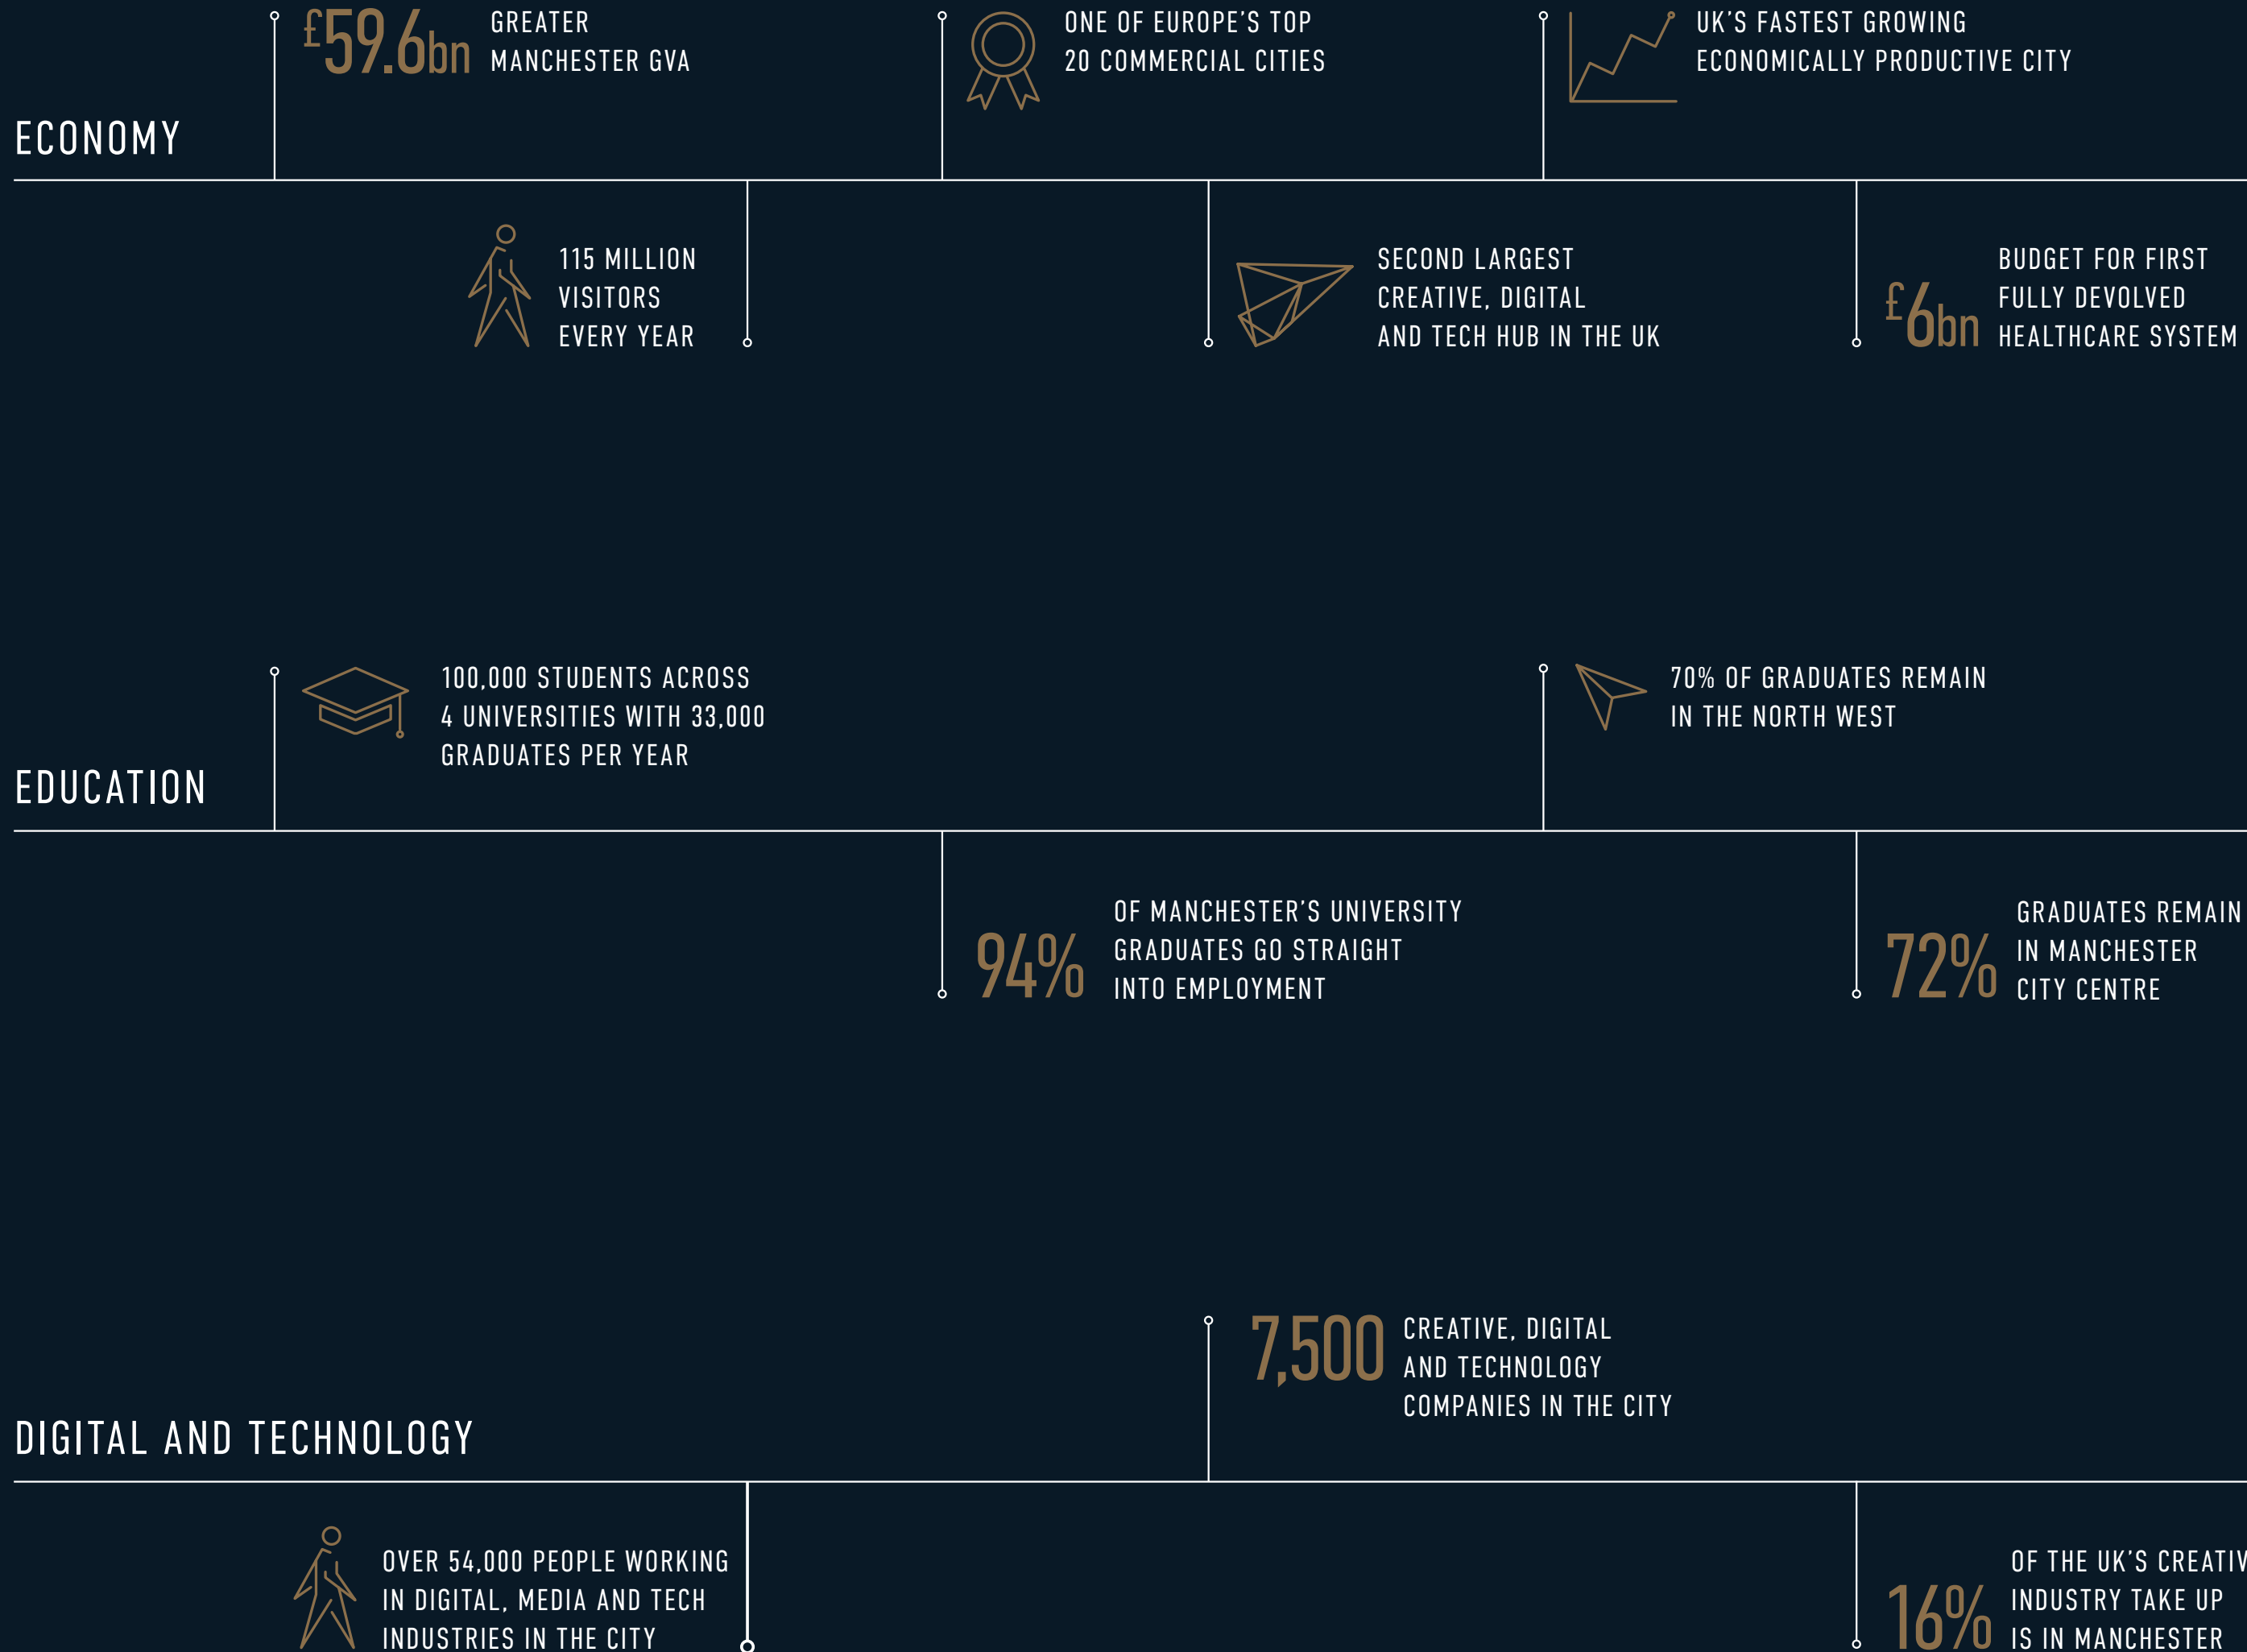 £59.6bn
GREATER
MANCHESTER GVA
ONE OF EUROPE'S TOP
20 COMMERCIAL CITIES
UK'S FASTEST GROWING
ECONOMICALLY PRODUCTIVE CITY
ECONOMY
115 MILLION
VISITORS
EVERY YEAR
SECOND LARGEST
CREATIVE, DIGITAL
AND TECH HUB IN THE UK
£6bn
BUDGET FOR FIRST
FULLY DEVOLVED
HEALTHCARE SYSTEM
100,000 STUDENTS ACROSS
4 UNIVERSITIES WITH 33,000
GRADUATES PER YEAR
70% OF GRADUATES REMAIN
IN THE NORTH WEST
EDUCATION
94%
OF MANCHESTER'S UNIVERSITY
GRADUATES GO STRAIGHT
INTO EMPLOYMENT
72%
GRADUATES REMAIN
IN MANCHESTER
CITY CENTRE
7,500
CREATIVE, DIGITAL
AND TECHNOLOGY
COMPANIES IN THE CITY
DIGITAL AND TECHNOLOGY
OVER 54,000 PEOPLE WORKING
IN DIGITAL, MEDIA AND TECH
INDUSTRIES IN THE CITY
16%
OF THE UK'S
INDUSTRY TAKE UP
IS IN MANCHESTER